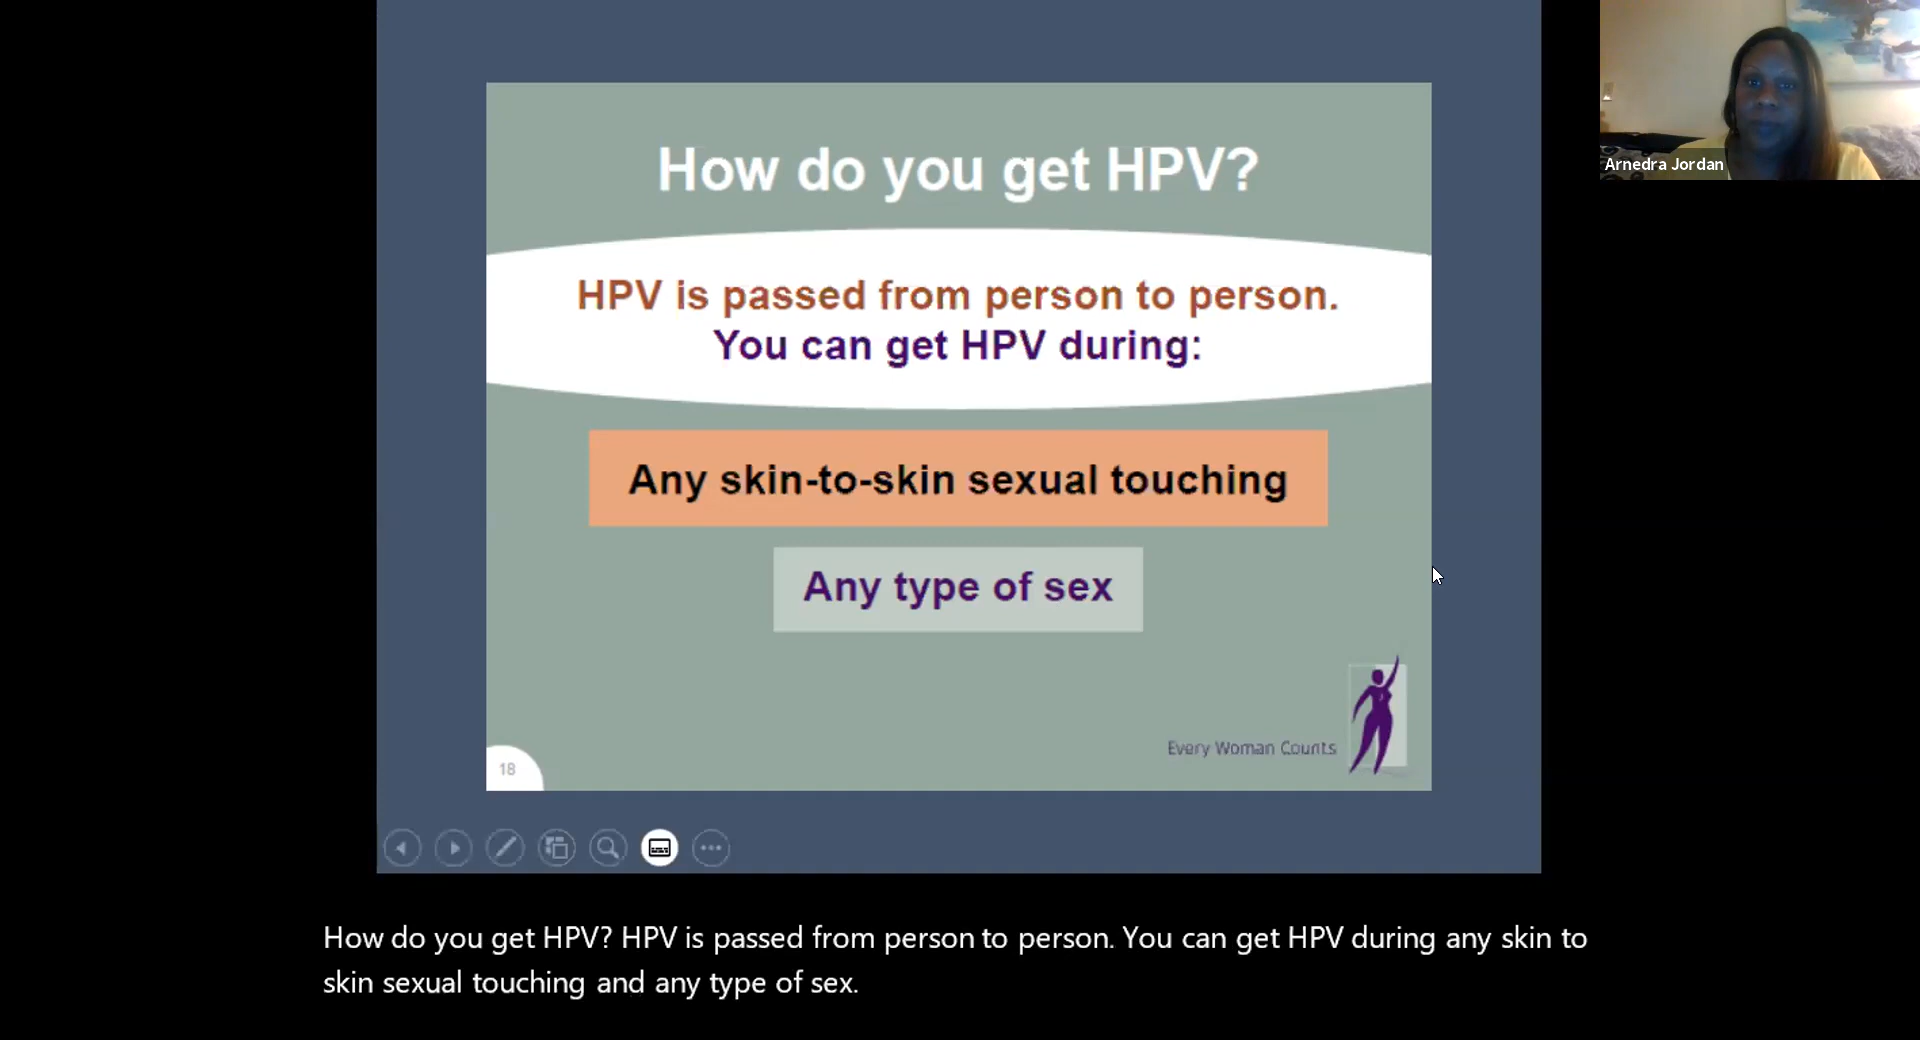 How do you get HPV?
HPV is passed from person to person.
You can get HPV during:
Any skin-to-skin sexual touching
Any type of sex
Every Woman Counts
18
Arnedra Jordan
How do you get HPV? HPV is passed from person to person. You can get HPV during any skin to
skin sexual touching and any type of sex.